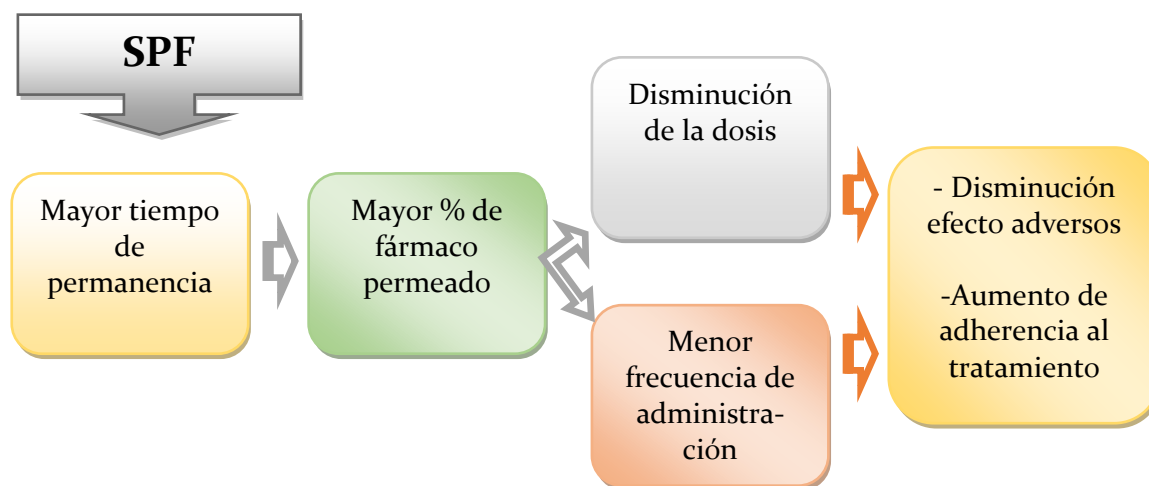 SPF
Mayor tiempo
de
permanencia
Mayor % de
fármaco
permeado
Disminución
de la dosis
Menor
frecuencia de
administra-
ción
- Disminución
efecto adversos
-Aumento de
adherencia al
tratamiento